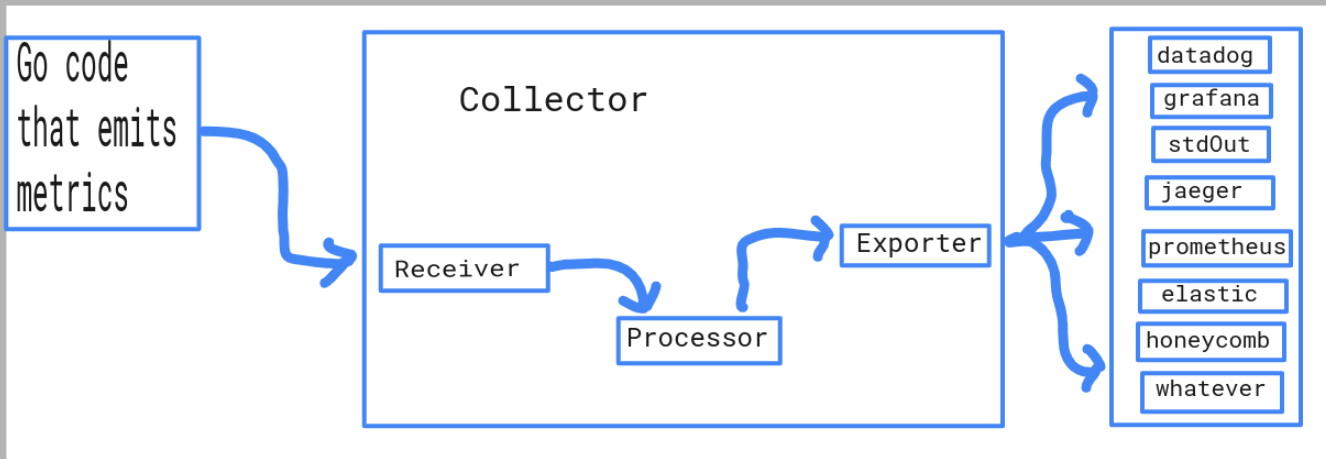 Go code
that emits
metrics
Collector
Receiver
Processor
Exporter
datadog
grafana
stdOut
jaeger
prometheus
elastic
honeycomb
whatever